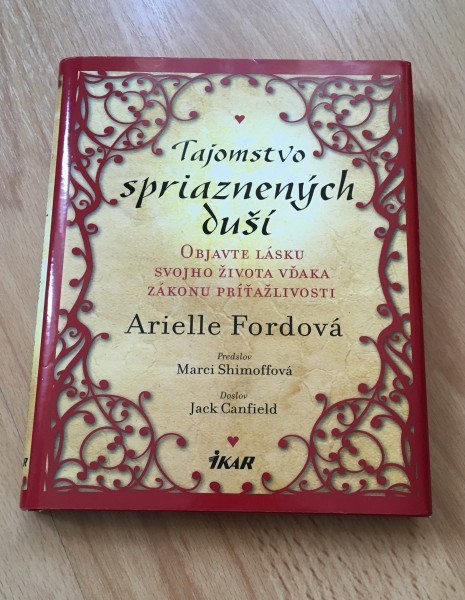 Tajomstvo
spriaznených
duší
OBJAVTE LÁSKU
SVOJHO ŽIVOTA VĎAKA
ZÁKONU PRÍŤAŽLIVOSTI
Arielle Fordová
Predslov
Marci Shimoffová
Doslov
Jack Canfield
IKAR